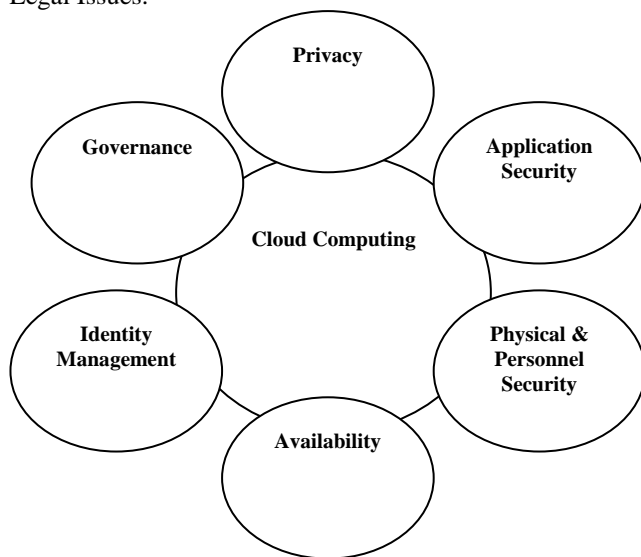 Legal Issues.
Privacy
Governance
Application
Security
Cloud Computing
Identity
Management
Physical &
Personnel
Security
Availability